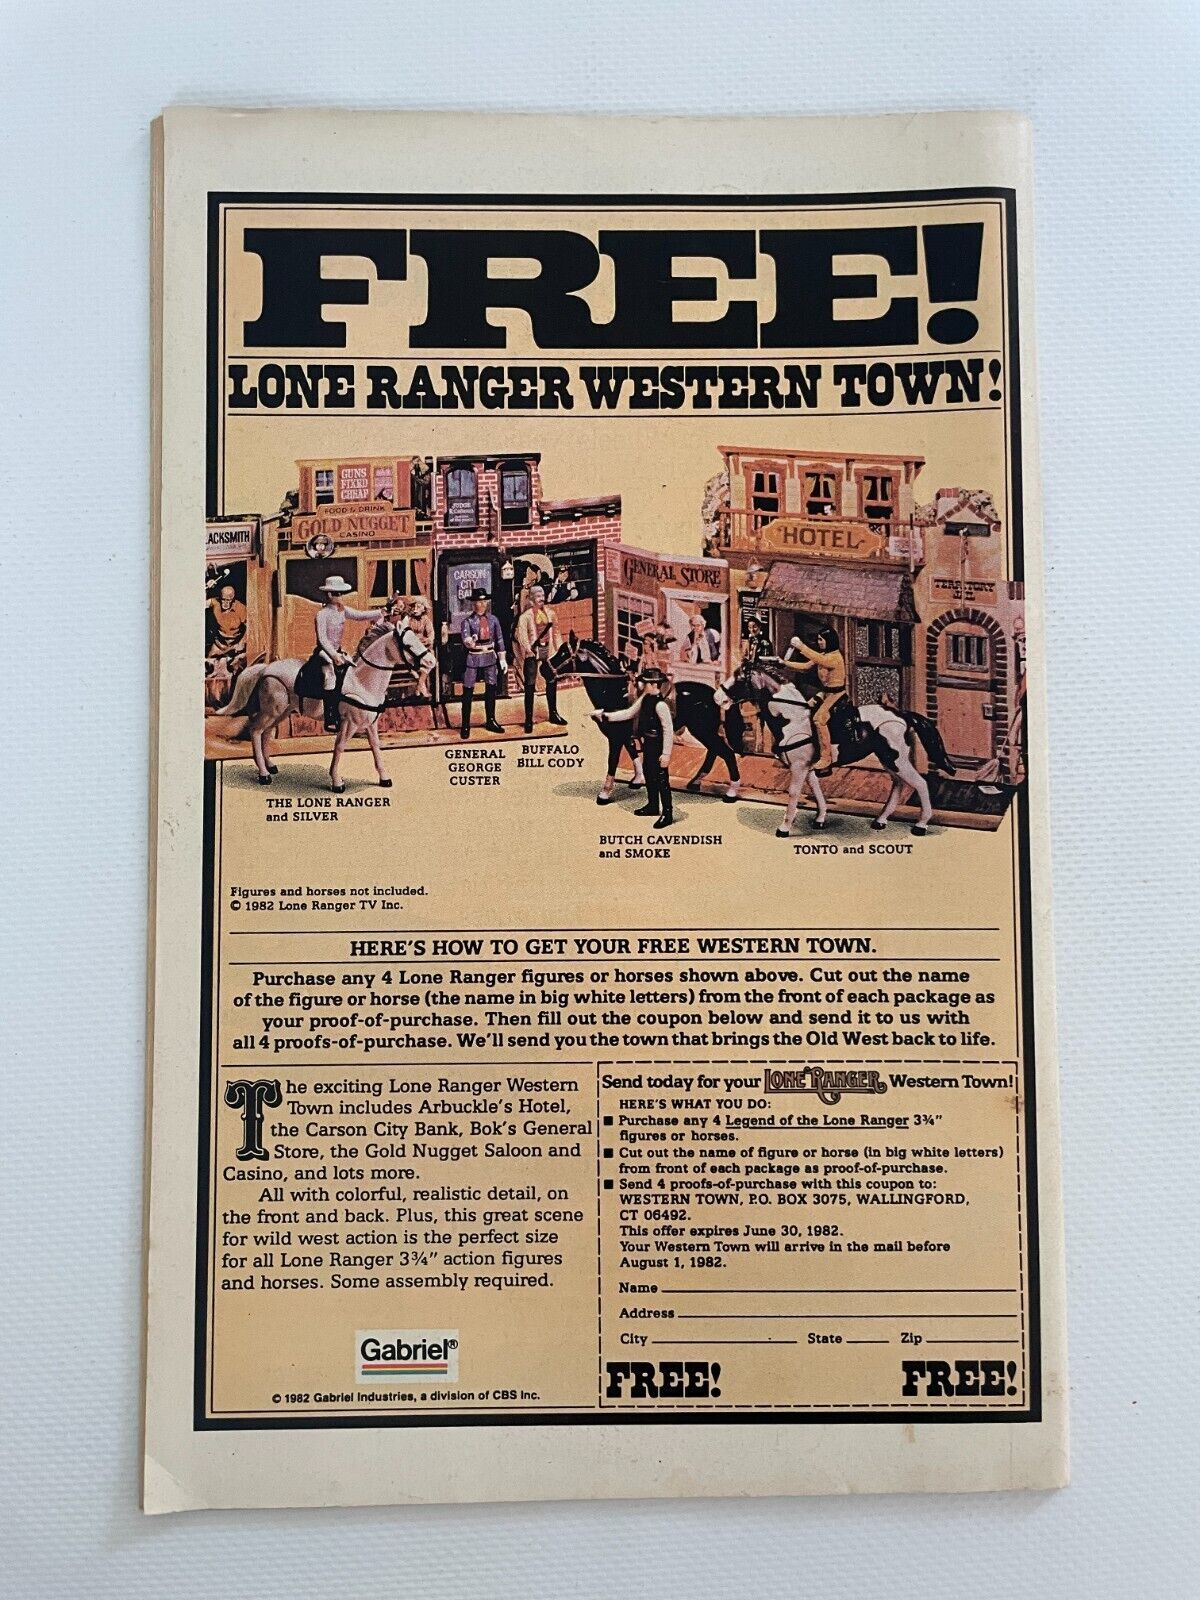 FREE!
LONE RANGER WESTERN TOWN!
GUNS
FIXED
CHEAP
FOOD & DRINK
GOLD NUGGET
CASINO
ACKSMITH
JUDGE
CARSON
CITY
BA
HOTEL
GENERAL STORE
GENERAL
GEORGE
CUSTER
BUFFALO
BILL CODY
THE LONE RANGER
and SILVER
BUTCH CAVENDISH
and SMOKE
TONTO and SCOUT
Figures and horses not included.
© 1982 Lone Ranger TV Inc.
HERE'S HOW TO GET YOUR FREE WESTERN TOWN.
Purchase any 4 Lone Ranger figures or horses shown above. Cut out the name
of the figure or horse (the name in big white letters) from the front of each package as
your proof-of-purchase. Then fill out the coupon below and send it to us with
all 4 proofs-of-purchase. We'll send you the town that brings the Old West back to life.
The exciting Lone Ranger Western
Town includes Arbuckle's Hotel,
the Carson City Bank, Bok's General
Store, the Gold Nugget Saloon and
Casino, and lots more.
All with colorful, realistic detail, on
the front and back. Plus, this great scene
for wild west action is the perfect size
for all Lone Ranger 3¾" action figures
and horses. Some assembly required.
Gabriel®
© 1982 Gabriel Industries, a division of CBS Inc.
Send today for your LONE RANGER Western Town!
HERE'S WHAT YOU DO:
■ Purchase any 4 Legend of the Lone Ranger 3¾"
figures or horses.
■ Cut out the name of figure or horse (in big white letters)
from front of each package as proof-of-purchase.
■ Send 4 proofs-of-purchase with this coupon to:
WESTERN TOWN, P.O. BOX 3075, WALLINGFORD,
CT 06492.
This offer expires June 30, 1982.
Your Western Town will arrive in the mail before
August 1, 1982.
Name
Address
City State Zip
FREE! FREE!